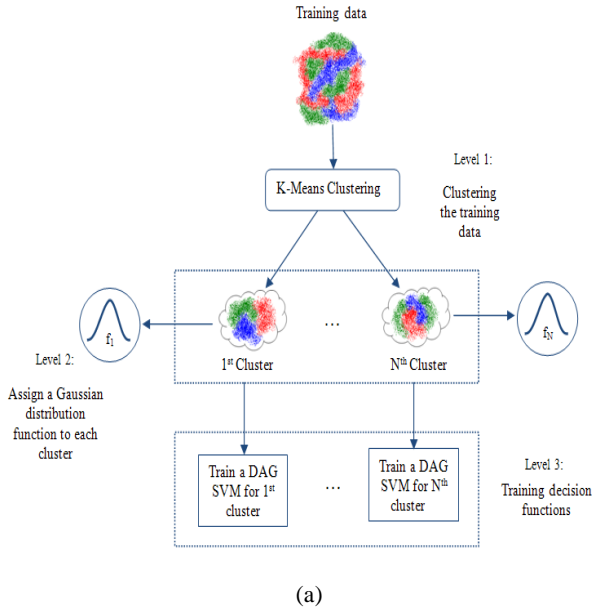 Training data
Level 1:
K-Means Clustering
Clustering
the training
data
f1
...
fN
Level 2:
1st Cluster
Nth Cluster
Assign a Gaussian
distribution
function to each
cluster
Train a DAG
SVM for 1st
cluster
...
Train a DAG
SVM for Nth
cluster
Level 3:
Training decision
functions
(a)